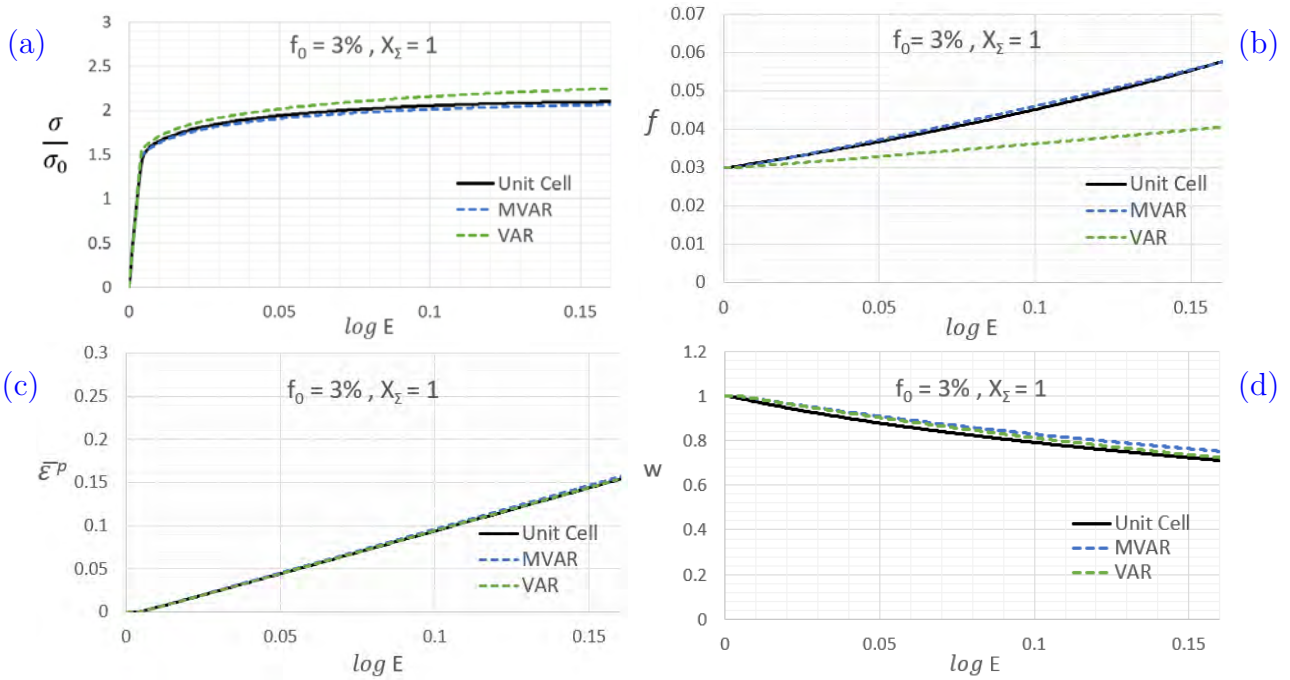 (a)
f₀ = 3% , X_Σ = 1
3
2.5
2
1.5
1
0.5
0
σ
σ₀
Unit Cell
MVAR
VAR
0
0.05
0.1
0.15
log E
(b)
f₀= 3% , X_Σ = 1
0.07
0.06
0.05
0.04
0.03
0.02
0.01
0
f
Unit Cell
MVAR
VAR
0
0.05
0.1
0.15
log E
(c)
f₀ = 3% , X_Σ = 1
0.3
0.25
0.2
0.15
0.1
0.05
0
ε̄ᵖ
Unit Cell
MVAR
VAR
0
0.05
0.1
0.15
log E
(d)
f₀ = 3% , X_Σ = 1
1.2
1
0.8
0.6
0.4
0.2
0
w
Unit Cell
MVAR
VAR
0
0.05
0.1
0.15
log E